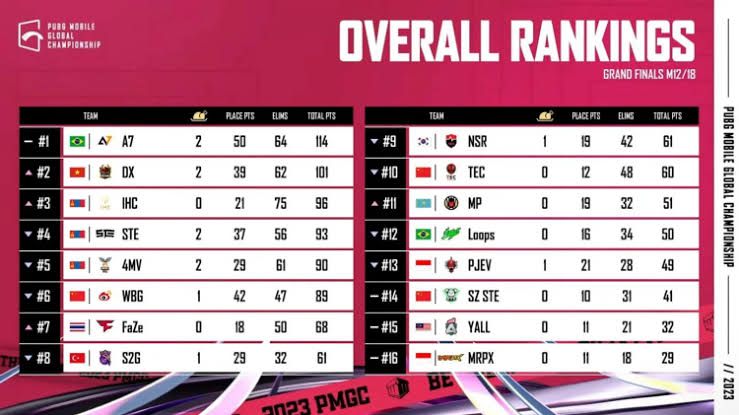 PUBG MOBILE
GLOBAL
CHAMPIONSHIP
OVERALL RANKINGS
GRAND FINALS M12/18
TEAM PLACE PTS ELIMS TOTAL PTS
#1 A7 2 50 64 114
#2 DX 2 39 62 101
#3 IHC 0 21 75 96
#4 STE STE 2 37 56 93
#5 4MV 2 29 61 90
#6 WBG 1 42 47 89
#7 FaZe 0 18 50 68
#8 S2G 1 29 32 61
TEAM PLACE PTS ELIMS TOTAL PTS
#9 NSR 1 19 42 61
#10 TEC 0 12 48 60
#11 MP 0 19 32 51
#12 Loops 0 16 34 50
#13 PJEV 1 21 28 49
#14 SZ STE 0 10 31 41
#15 YALL 0 11 21 32
#16 MRPX 0 11 18 29
PUBG MOBILE GLOBAL CHAMPIONSHIP
// 2023
2023 PMGC
BE